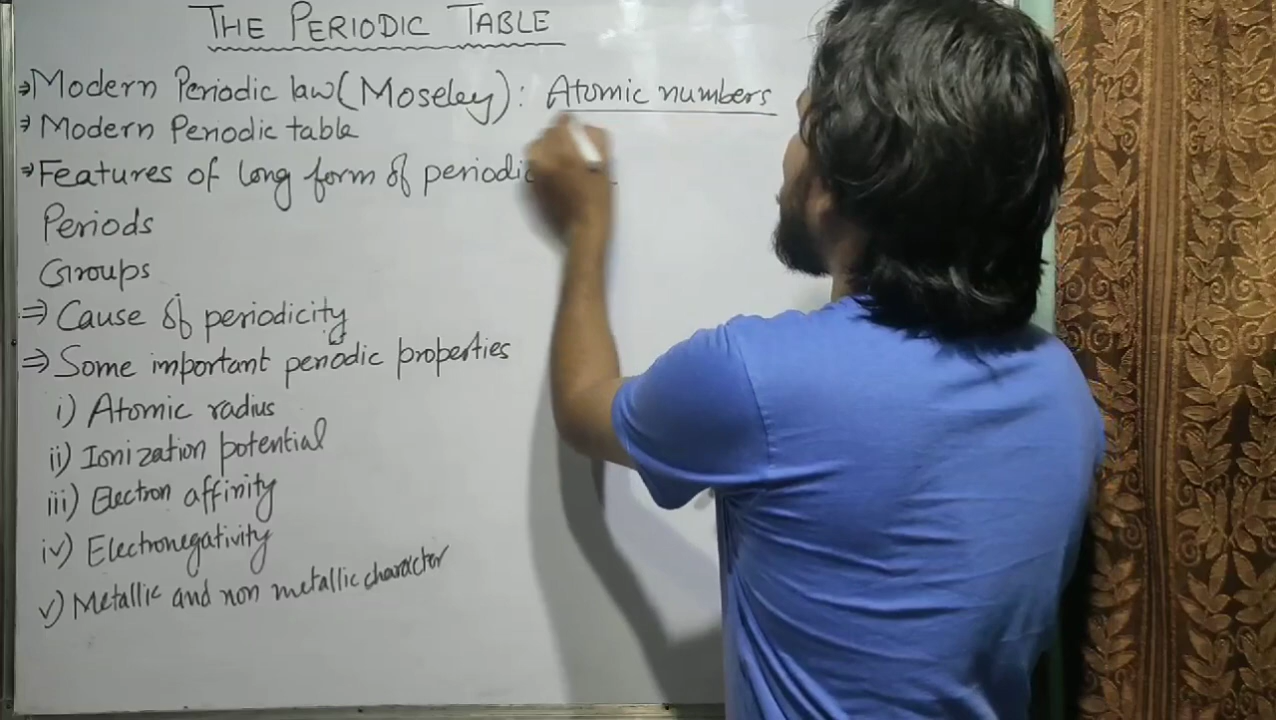 THE PERIODIC TABLE
⇒ Modern Periodic law (Moseley): Atomic numbers
⇒ Modern Periodic table
⇒ Features of long form of periodic
Periods
Groups
⇒ Cause of periodicity
⇒ Some important periodic properties
i) Atomic radius
ii) Ionization potential
iii) Electron affinity
iv) Electronegativity
v) Metallic and non metallic character